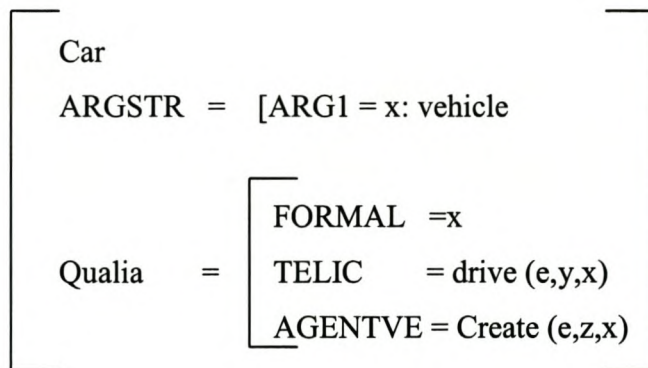 Car
ARGSTR = [ARG1 = x: vehicle
FORMAL =x
Qualia = TELIC = drive (e,y,x)
AGENTVE = Create (e,z,x)